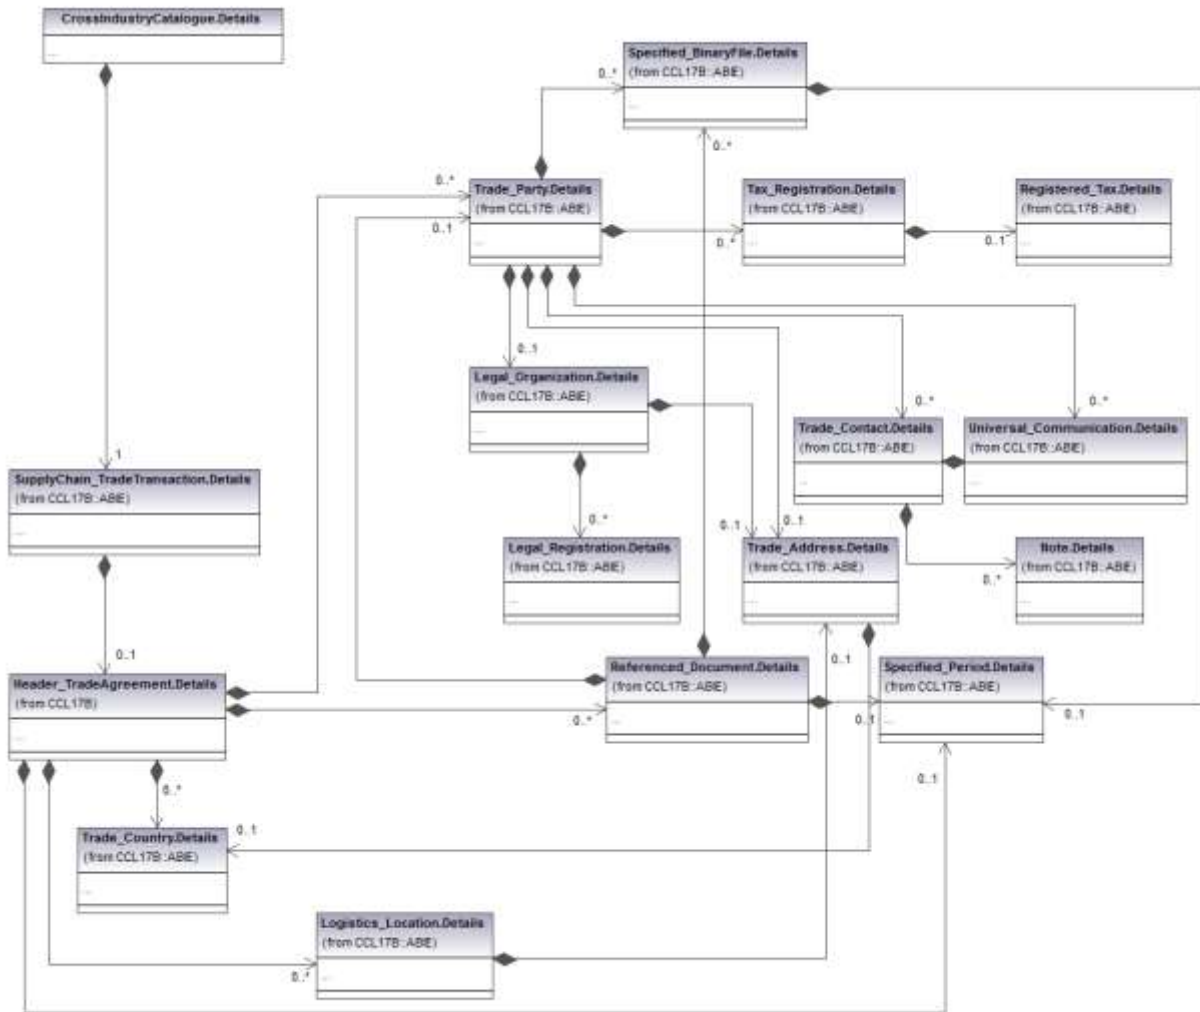 CrossIndustryCatalogue.Details
...
Specified_BinaryFile.Details
(from CCL17B::ABIE)
...
0..*
0..*
Trade_Party.Details
(from CCL17B::ABIE)
...
0..*
0..1
Tax_Registration.Details
(from CCL17B::ABIE)
...
0..*
Registered_Tax.Details
(from CCL17B::ABIE)
...
0..1
0..1
Legal_Organization.Details
(from CCL17B::ABIE)
...
0..*
0..*
Trade_Contact.Details
(from CCL17B::ABIE)
...
Universal_Communication.Details
(from CCL17B::ABIE)
...
1
SupplyChain_TradeTransaction.Details
(from CCL17B::ABIE)
...
0..*
0..1
0..1
Legal_Registration.Details
(from CCL17B::ABIE)
...
Trade_Address.Details
(from CCL17B::ABIE)
...
0..*
Note.Details
(from CCL17B::ABIE)
...
0..1
0..1
Header_TradeAgreement.Details
(from CCL17B)
...
Referenced_Document.Details
(from CCL17B::ABIE)
...
0..*
Specified_Period.Details
(from CCL17B::ABIE)
...
0..1
0..1
0..1
0..*
Trade_Country.Details
(from CCL17B::ABIE)
...
0..1
Logistics_Location.Details
(from CCL17B::ABIE)
...
0..*